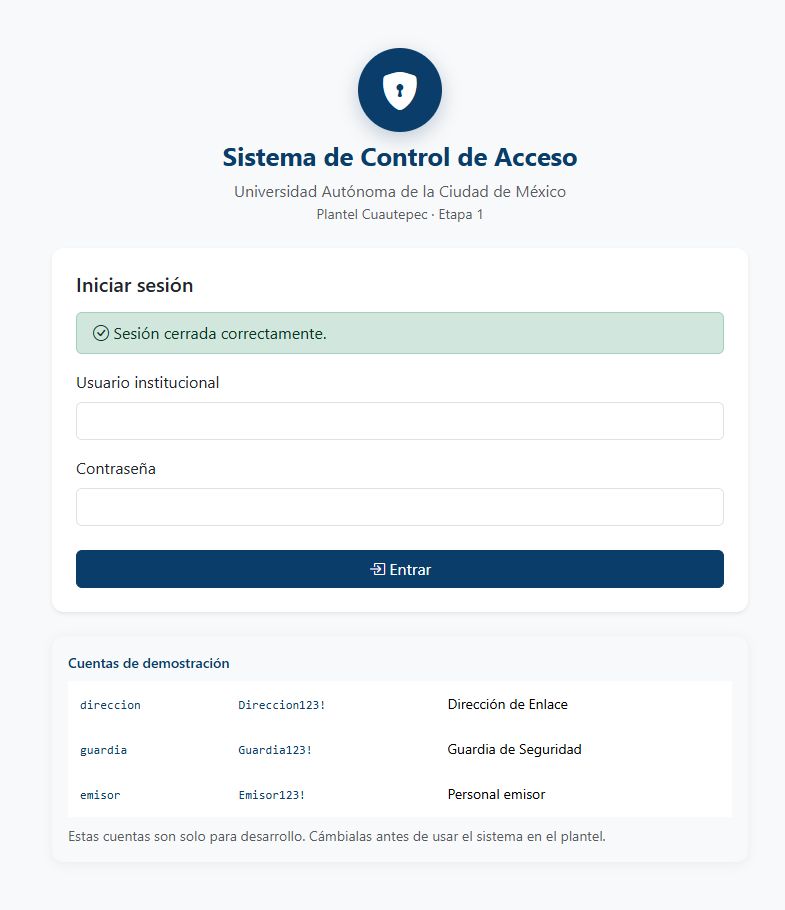 Sistema de Control de Acceso
Universidad Autónoma de la Ciudad de México
Plantel Cuautepec · Etapa 1
Iniciar sesión
Sesión cerrada correctamente.
Usuario institucional
Contraseña
Entrar
Cuentas de demostración
direccion Direccion123! Dirección de Enlace
guardia Guardia123! Guardia de Seguridad
emisor Emisor123! Personal emisor
Estas cuentas son solo para desarrollo. Cámbialas antes de usar el sistema en el plantel.